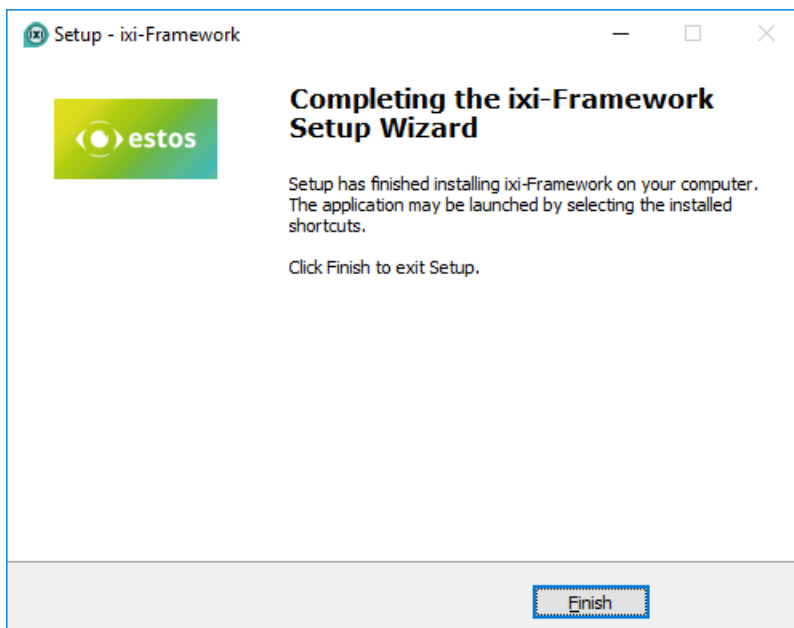 ixi Setup - ixi-Framework
estos
Completing the ixi-Framework
Setup Wizard
Setup has finished installing ixi-Framework on your computer.
The application may be launched by selecting the installed
shortcuts.
Click Finish to exit Setup.
Finish